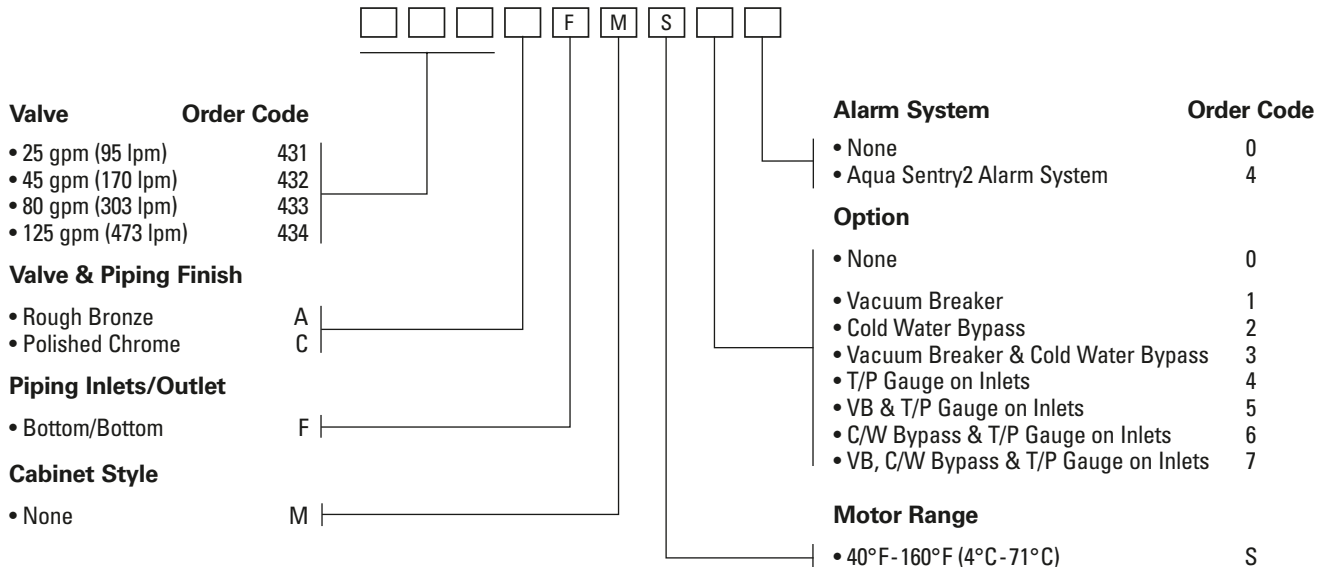 F M S
Valve Order Code
• 25 gpm (95 lpm) 431
• 45 gpm (170 lpm) 432
• 80 gpm (303 lpm) 433
• 125 gpm (473 lpm) 434
Valve & Piping Finish
• Rough Bronze A
• Polished Chrome C
Piping Inlets/Outlet
• Bottom/Bottom F
Cabinet Style
• None M
Alarm System Order Code
• None 0
• Aqua Sentry2 Alarm System 4
Option
• None 0
• Vacuum Breaker 1
• Cold Water Bypass 2
• Vacuum Breaker & Cold Water Bypass 3
• T/P Gauge on Inlets 4
• VB & T/P Gauge on Inlets 5
• C/W Bypass & T/P Gauge on Inlets 6
• VB, C/W Bypass & T/P Gauge on Inlets 7
Motor Range
• 40°F-160°F (4°C-71°C) S